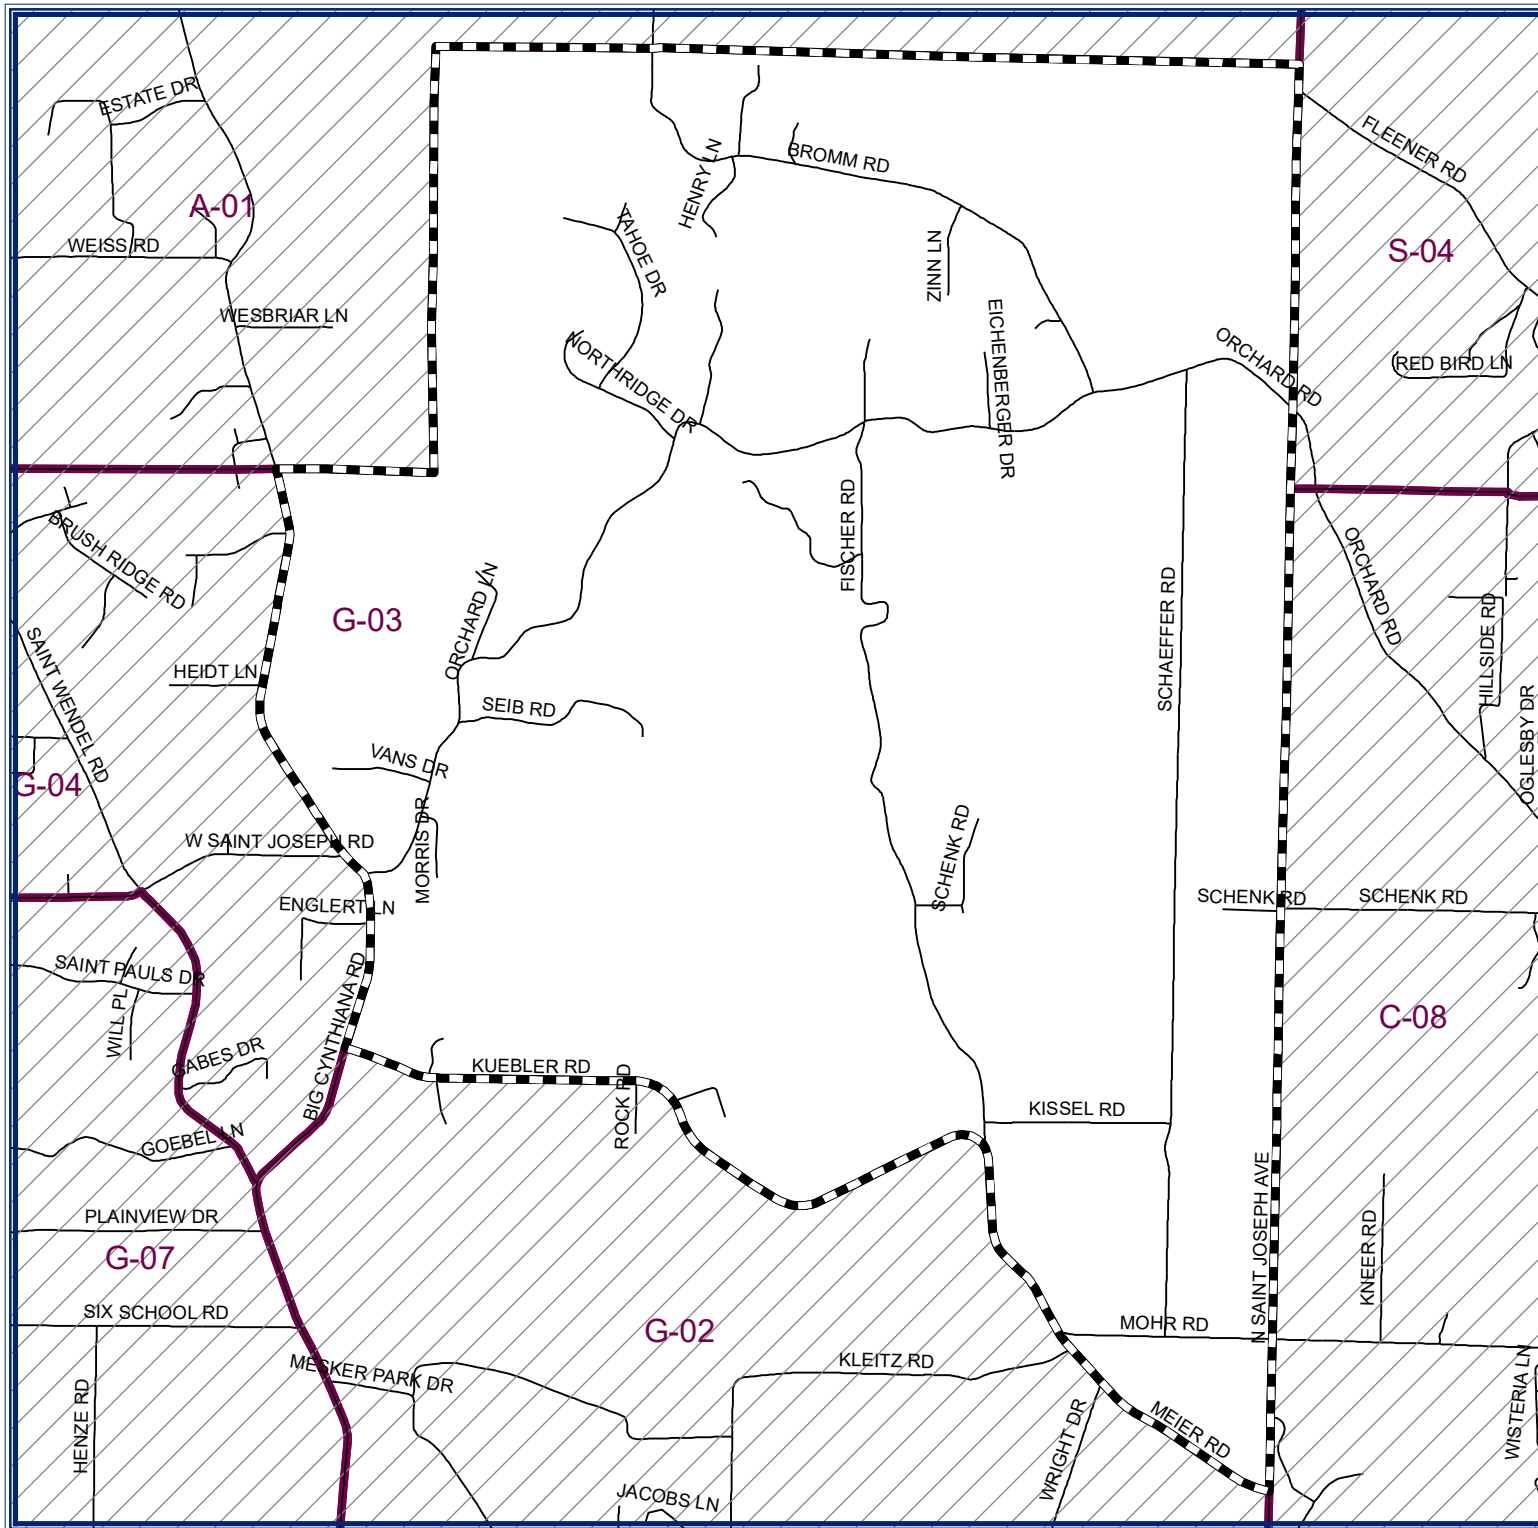 ESTATE DR
A-01
WEISS RD
WESBRIAR LN
HENRY LN
BROMM RD
TAHOE DR
ZINN LN
NORTHRIDGE DR
EICHENBERGER DR
ORCHARD RD
FLEENER RD
S-04
RED BIRD LN
BRUSH RIDGE RD
G-03
ORCHARD LN
FISCHER RD
SCHAEFFER RD
ORCHARD RD
HILLSIDE RD
OGLESBY DR
SAINT WENDEL RD
HEIDT LN
SEIB RD
VANS DR
G-04
W SAINT JOSEPH RD
MORRIS DR
ENGLERT LN
SCHENK RD
SCHENK RD
SCHENK RD
SAINT PAULS DR
WILL PL
GABES DR
BIG CYNTHIANA RD
KUEBLER RD
ROCK RD
KISSEL RD
C-08
GOEBEL LN
PLAINVIEW DR
G-07
SIX SCHOOL RD
N SAINT JOSEPH AVE
KNEER RD
G-02
MOHR RD
KLEITZ RD
MESKER PARK DR
HENZE RD
WRIGHT DR
MEIER RD
WISTERIA LN
JACOBS LN